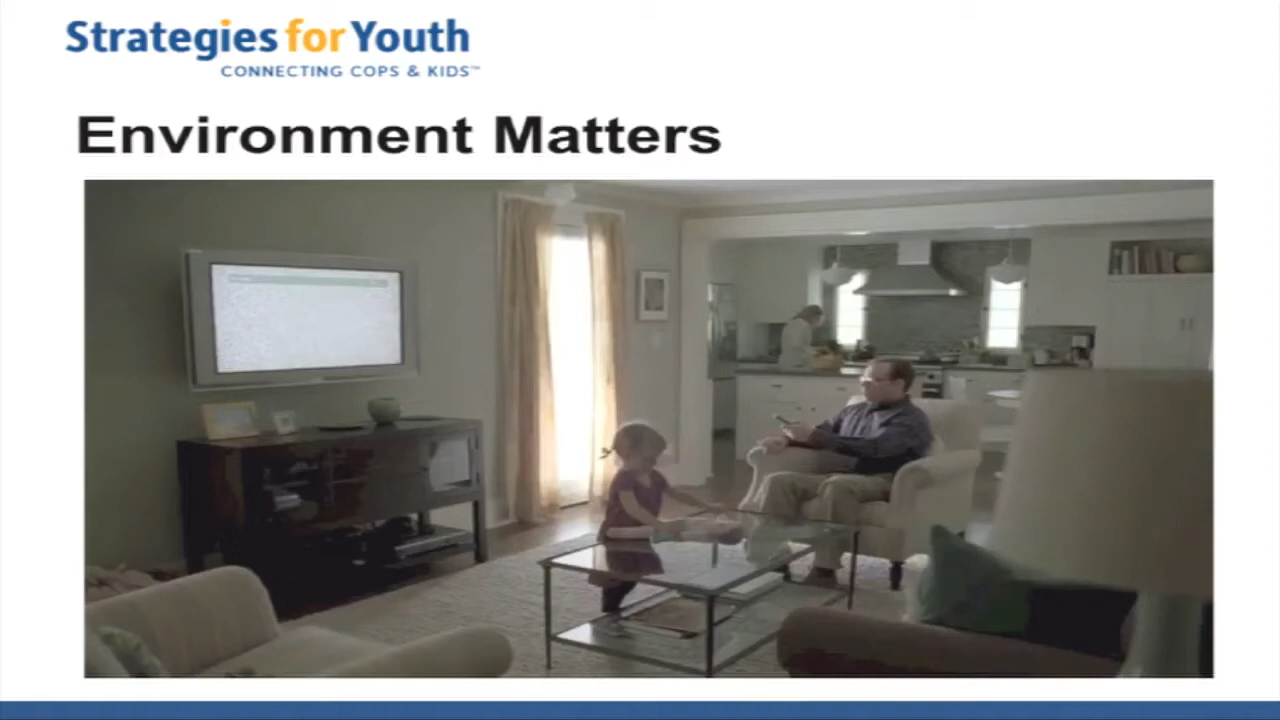 Strategies for Youth
CONNECTING COPS & KIDS™
Environment Matters